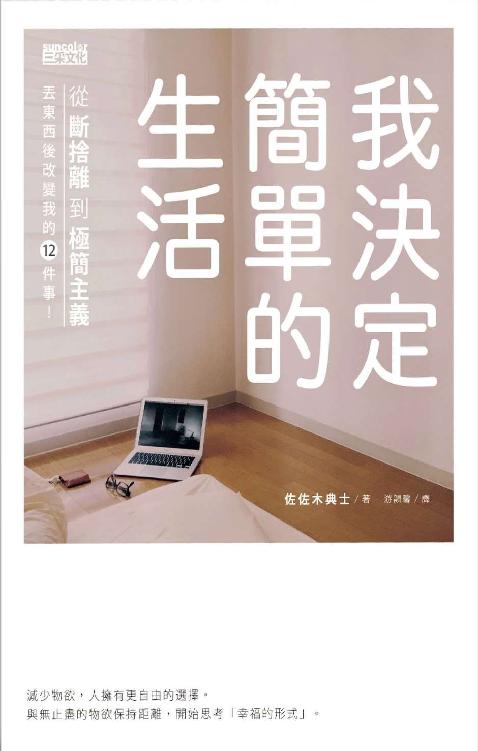 suncolor
三采文化
我決定
簡單的
生活
從斷捨離到極簡主義
丟東西後改變我的12件事！
佐佐木典士／著 游韻馨／譯
減少物欲，人擁有更自由的選擇。
與無止盡的物欲保持距離，開始思考「幸福的形式」。